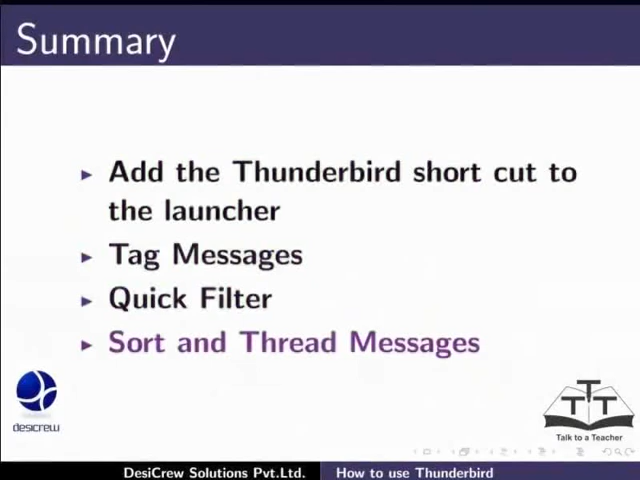 Summary
Add the Thunderbird short cut to
the launcher
Tag Messages
Quick Filter
Sort and Thread Messages
desicrew
TTT
Talk to a Teacher
DesiCrew Solutions Pvt.Ltd. How to use Thunderbird